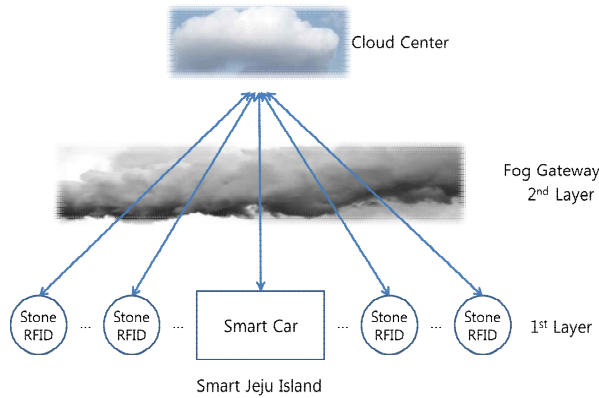 Cloud Center
Fog Gateway
2nd Layer
Stone RFID ... Stone RFID ... Smart Car ... Stone RFID ... Stone RFID
1st Layer
Smart Jeju Island